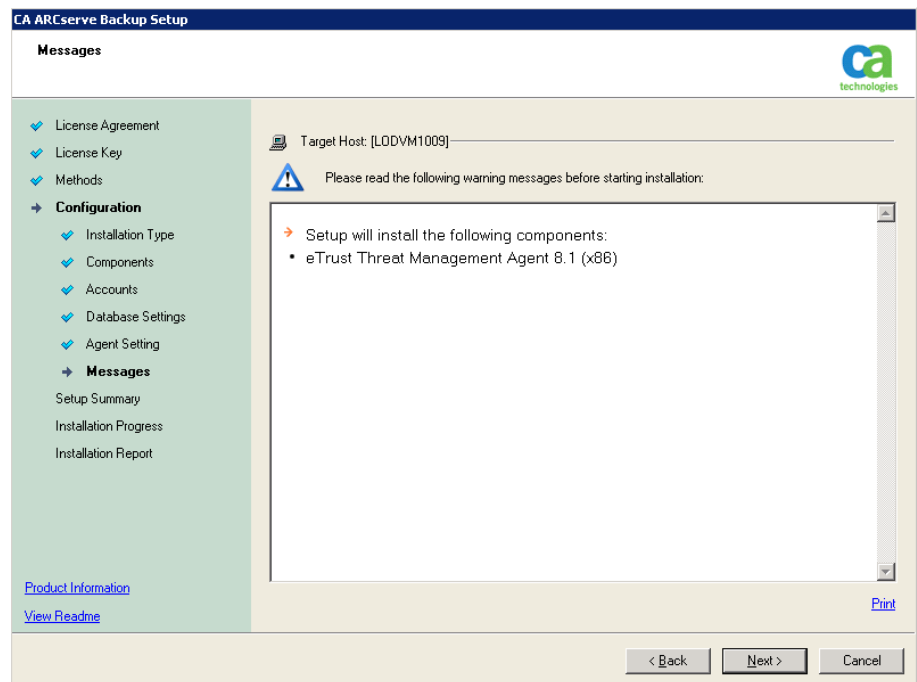 CA ARCserve Backup Setup
Messages
ca
technologies
License Agreement
License Key
Methods
Configuration
Installation Type
Components
Accounts
Database Settings
Agent Setting
Messages
Setup Summary
Installation Progress
Installation Report
Product Information
View Readme
Target Host: [LODVM1009]
Please read the following warning messages before starting installation:
Setup will install the following components:
• eTrust Threat Management Agent 8.1 (x86)
Print
< Back
Next >
Cancel